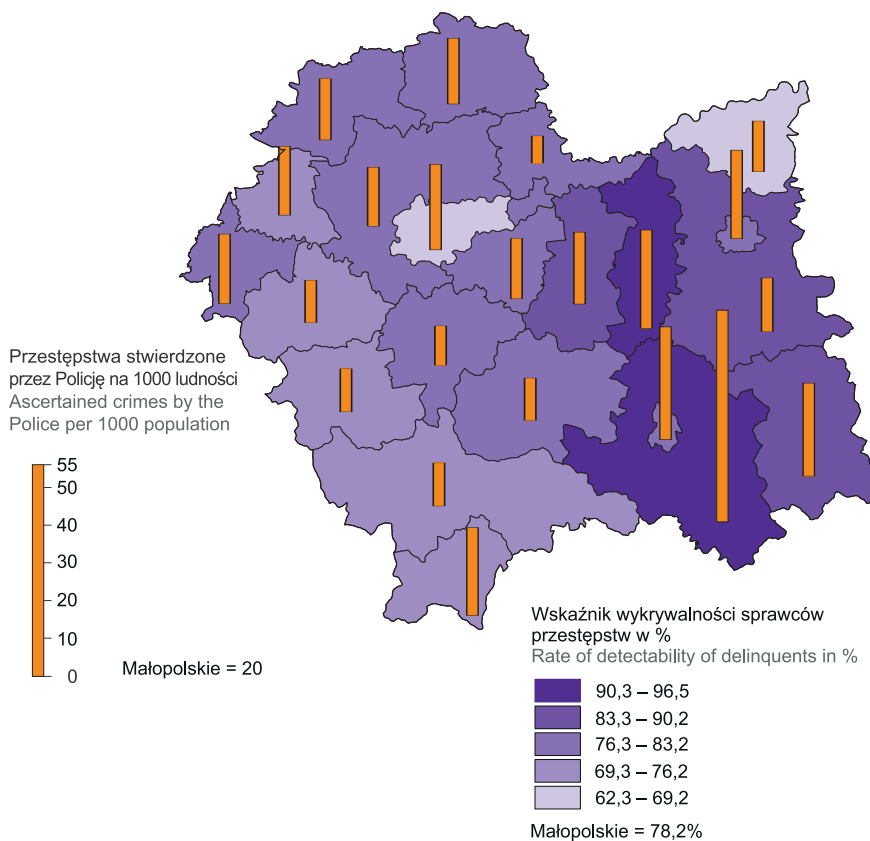 Przestępstwa stwierdzone
przez Policję na 1000 ludności
Ascertained crimes by the
Police per 1000 population
55
50
40
30
20
10
0
Małopolskie = 20
Wskaźnik wykrywalności sprawców
przestępstw w %
Rate of detectability of delinquents in %
90,3 – 96,5
83,3 – 90,2
76,3 – 83,2
69,3 – 76,2
62,3 – 69,2
Małopolskie = 78,2%